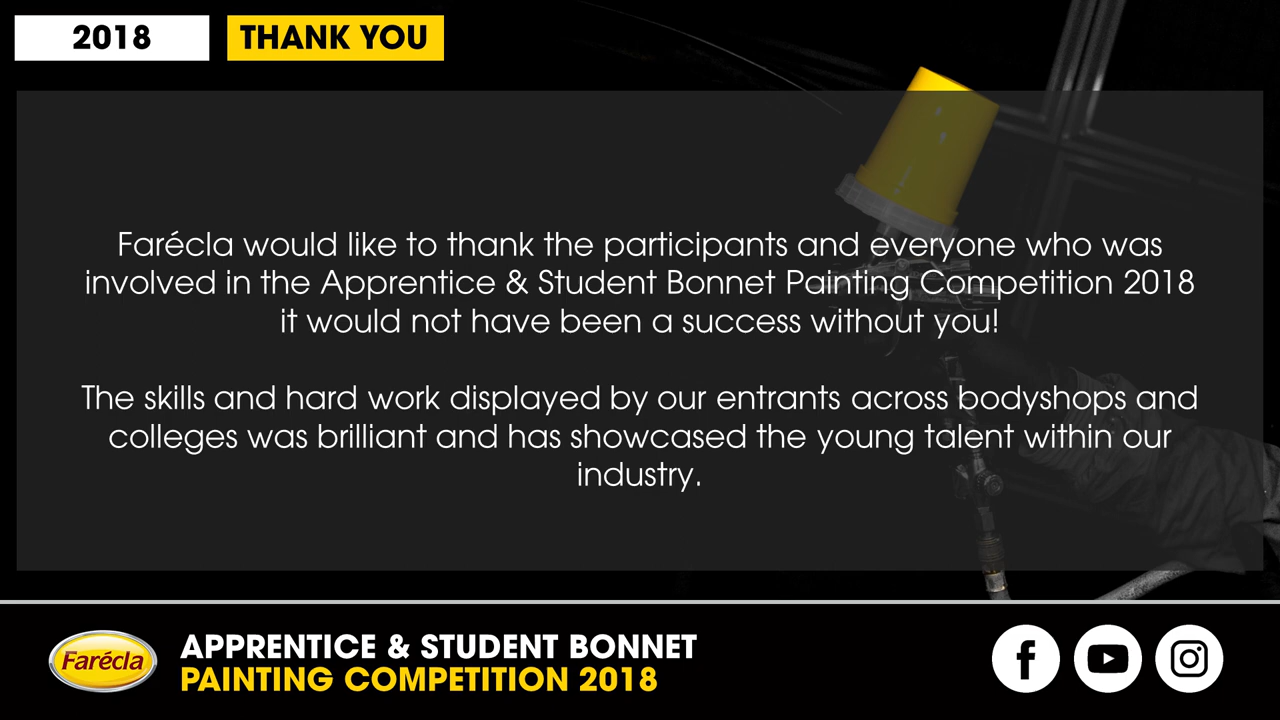 2018
THANK YOU
Farécla would like to thank the participants and everyone who was
involved in the Apprentice & Student Bonnet Painting Competition 2018
it would not have been a success without you!
The skills and hard work displayed by our entrants across bodyshops and
colleges was brilliant and has showcased the young talent within our
industry.
Farécla
APPRENTICE & STUDENT BONNET
PAINTING COMPETITION 2018